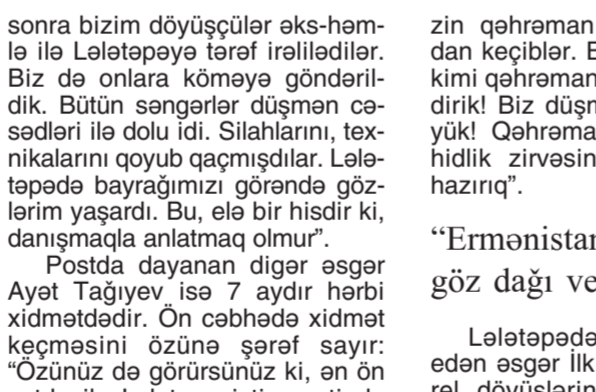 sonra bizim döyüşçülər əks-həm-
lə ilə Lələtəpəyə tərəf irəlilədilər.
Biz də onlara köməyə göndəril-
dik. Bütün səngərlər düşmən cə-
sədləri ilə dolu idi. Silahlarını, tex-
nikalarını qoyub qaçmışdılar. Lələ-
təpədə bayrağımızı görəndə göz-
lərim yaşardı. Bu, elə bir hisdir ki,
danışmaqla anlatmaq olmur”.
Postda dayanan digər əsgər
Ayət Tağıyev isə 7 aydır hərbi
xidmətdədir. Ön cəbhədə xidmət
keçməsini özünə şərəf sayır:
“Özünüz də görürsünüz ki, ən ön
zin qəhrəman
dan keçiblər.
kimi qəhrəman
dirik! Biz düşm
yük! Qəhrəma
hidlik zirvəsin
hazırıq”.
“Ermənistan
göz dağı ve
Lələtəpədə
edən əsgər İlk